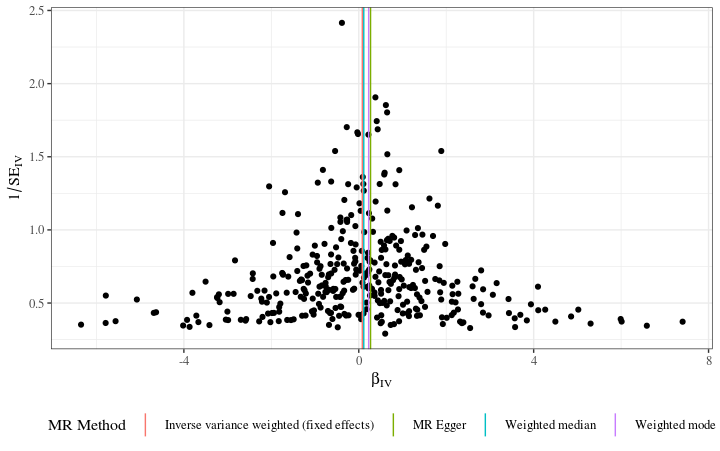 2.5
2.0
1.5
1.0
0.5
1/SE_IV
-4
0
4
8
β_IV
MR Method
Inverse variance weighted (fixed effects)
MR Egger
Weighted median
Weighted mode